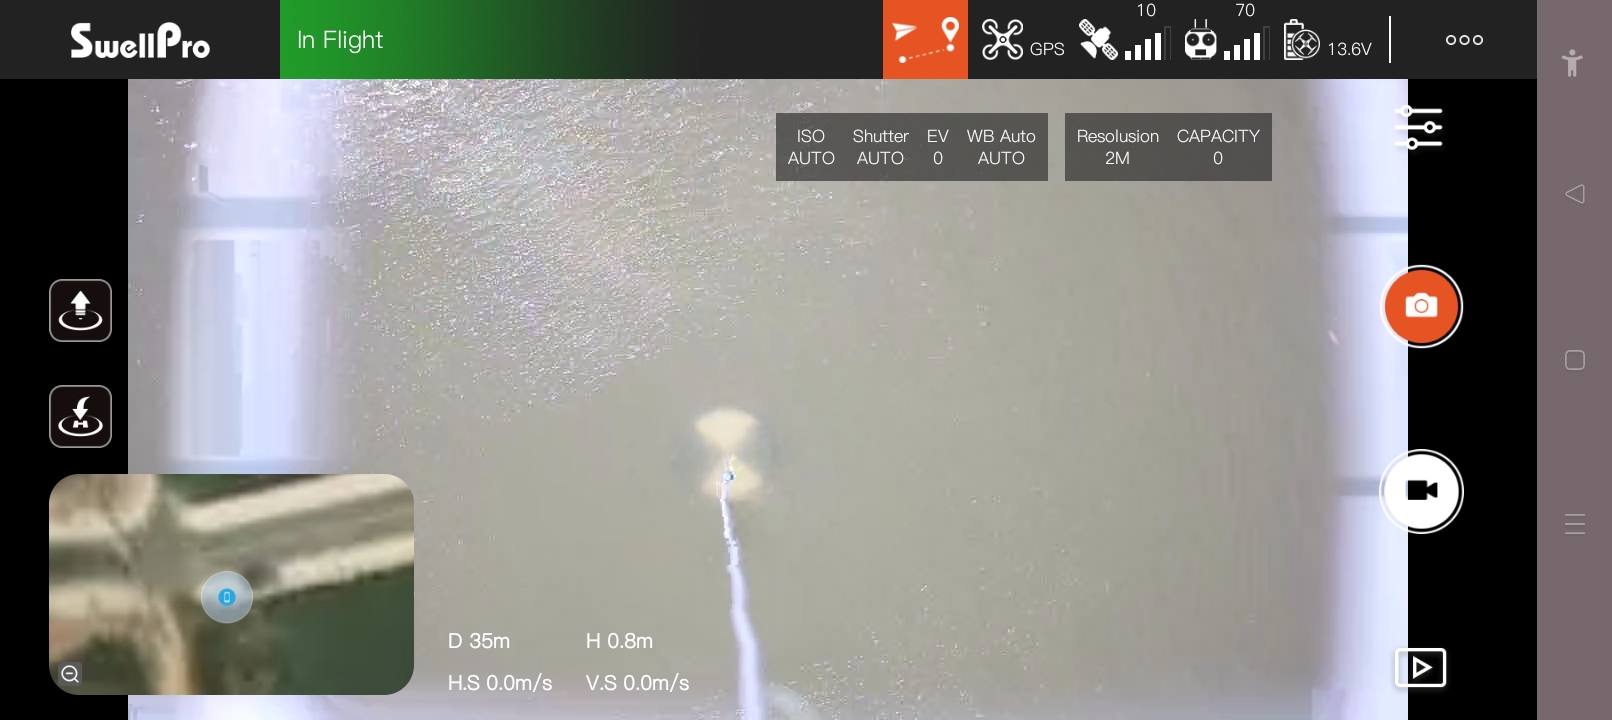 SwellPro
In Flight
10
70
GPS
13.6V
ISO Shutter EV WB Auto
AUTO AUTO 0 AUTO
Resolusion CAPACITY
2M 0
D 35m H 0.8m
H.S 0.0m/s V.S 0.0m/s